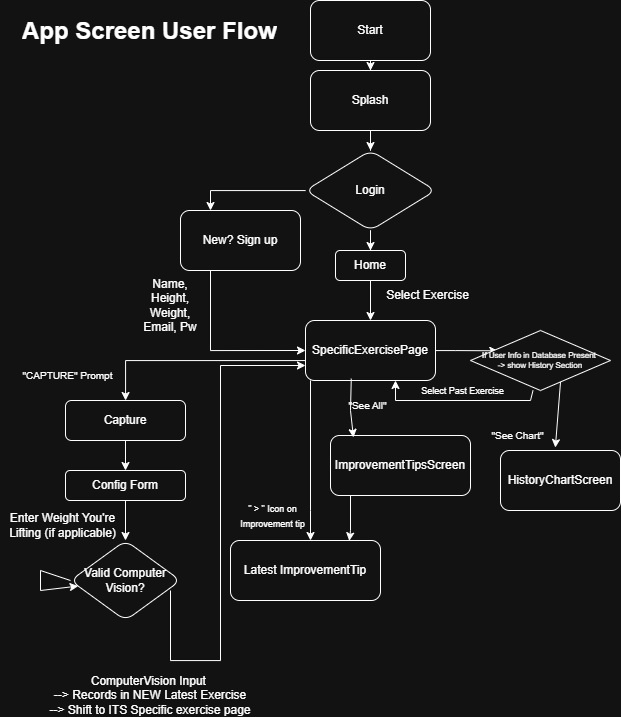 App Screen User Flow
Start
Splash
Login
New? Sign up
Home
Name,
Height,
Weight,
Email, Pw
Select Exercise
SpecificExercisePage
If User Info in Database Present
-> show History Section
"CAPTURE" Prompt
Select Past Exercise
"See All"
Capture
"See Chart"
ImprovementTipsScreen
HistoryChartScreen
Config Form
" > " Icon on
Improvement tip
Enter Weight You're
Lifting (if applicable)
Latest ImprovementTip
Valid Computer
Vision?
ComputerVision Input
--> Records in NEW Latest Exercise
--> Shift to ITS Specific exercise page